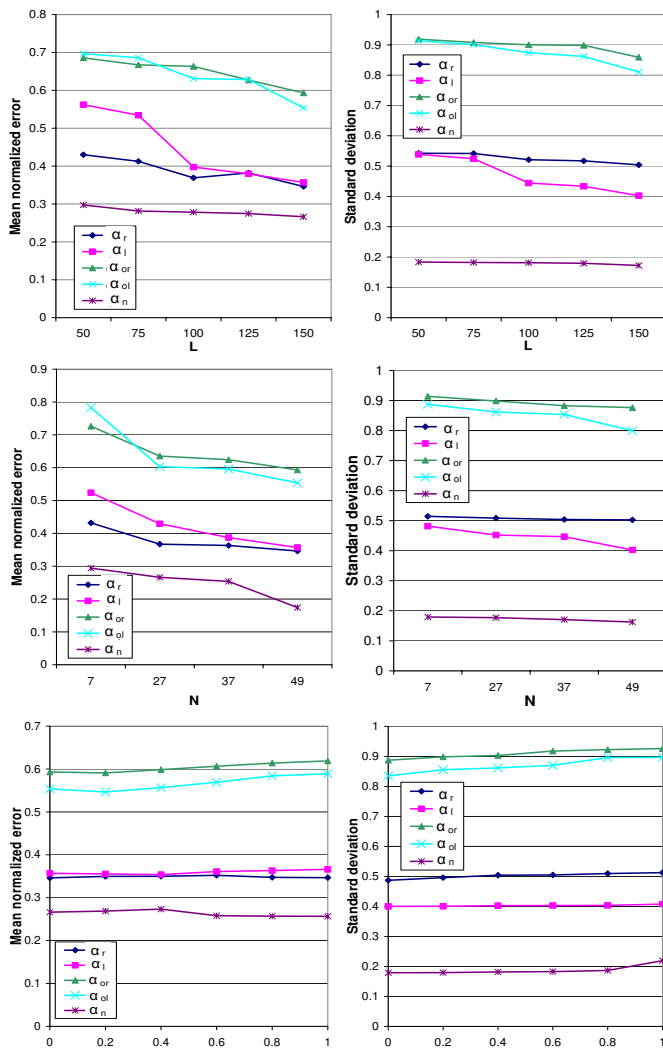 Mean normalized error
0.8
0.7
0.6
0.5
0.4
0.3
0.2
0.1
0
α r
α l
α or
α ol
α n
50 75 100 125 150
L
Standard deviation
1
0.9
0.8
0.7
0.6
0.5
0.4
0.3
0.2
0.1
0
α r
α l
α or
α ol
α n
50 75 100 125 150
L
Mean normalized error
0.9
0.8
0.7
0.6
0.5
0.4
0.3
0.2
0.1
0
α r
α l
α or
α ol
α n
7 27 37 49
N
Standard deviation
1
0.9
0.8
0.7
0.6
0.5
0.4
0.3
0.2
0.1
0
α r
α l
α or
α ol
α n
7 27 37 49
N
Mean normalized error
0.7
0.6
0.5
0.4
0.3
0.2
0.1
0
α r
α l
α or
α ol
α n
0 0.2 0.4 0.6 0.8 1
Standard deviation
1
0.9
0.8
0.7
0.6
0.5
0.4
0.3
0.2
0.1
0
α r
α l
α or
α ol
α n
0 0.2 0.4 0.6 0.8 1